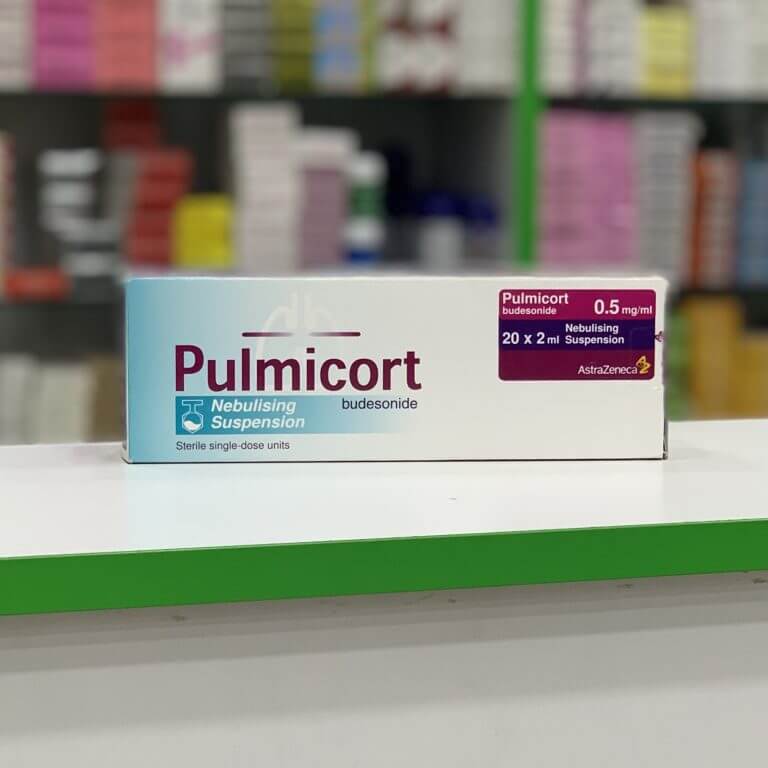 Pulmicort
budesonide
Nebulising
Suspension
Sterile single-dose units
Pulmicort
budesonide
0.5 mg/ml
20 x 2 ml Nebulising
Suspension
AstraZeneca